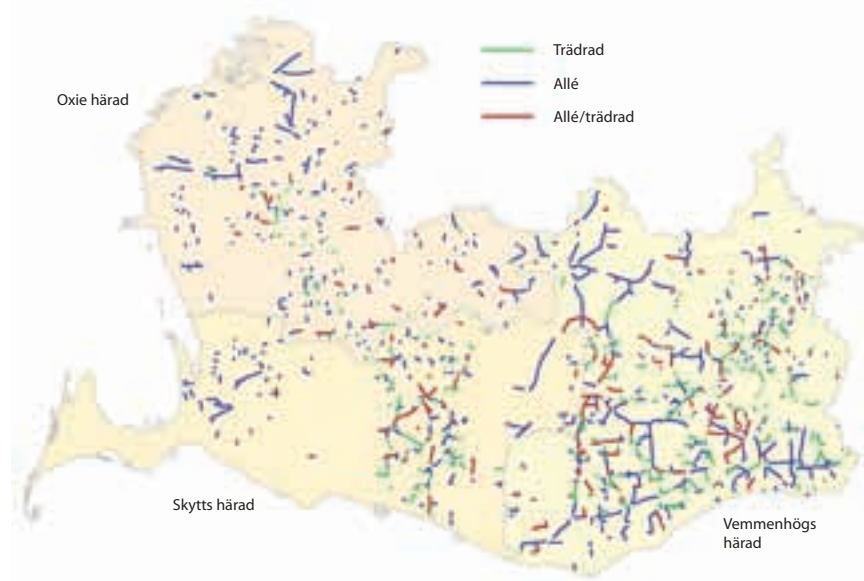 Trädrad
Allé
Allé/trädrad
Oxie härad
Skytts härad
Vemmenhögs
härad